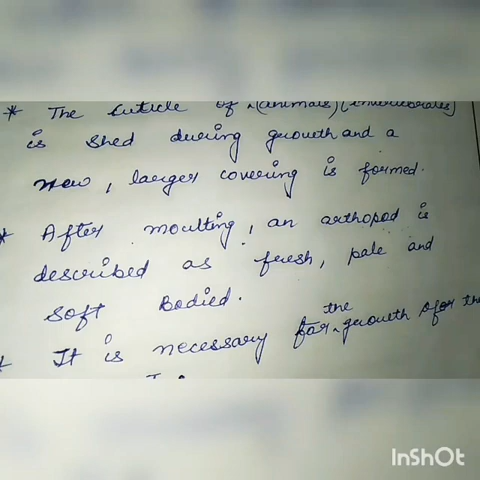 * The Cuticle of (animals) (invertebrates)
is shed during growth and a
new, larger covering is formed.
* After moulting, an arthopod is
described as fresh, pale and
soft Bodied.
* It is necessary for the growth of the
InShOt